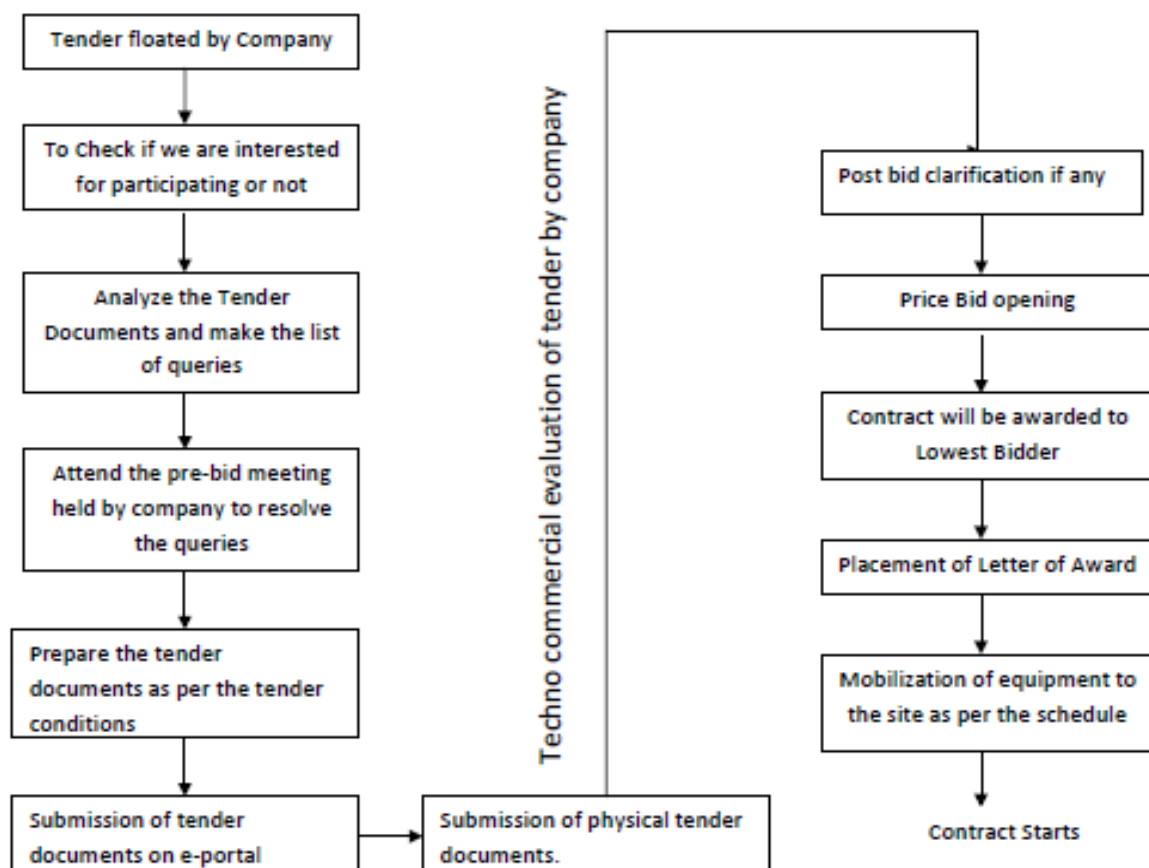 Tender floated by Company
To Check if we are interested
for participating or not
Analyze the Tender
Documents and make the list
of queries
Attend the pre-bid meeting
held by company to resolve
the queries
Prepare the tender
documents as per the tender
conditions
Submission of tender
documents on e-portal
Submission of physical tender
documents.
Techno commercial evaluation of tender by company
Post bid clarification if any
Price Bid opening
Contract will be awarded to
Lowest Bidder
Placement of Letter of Award
Mobilization of equipment to
the site as per the schedule
Contract Starts